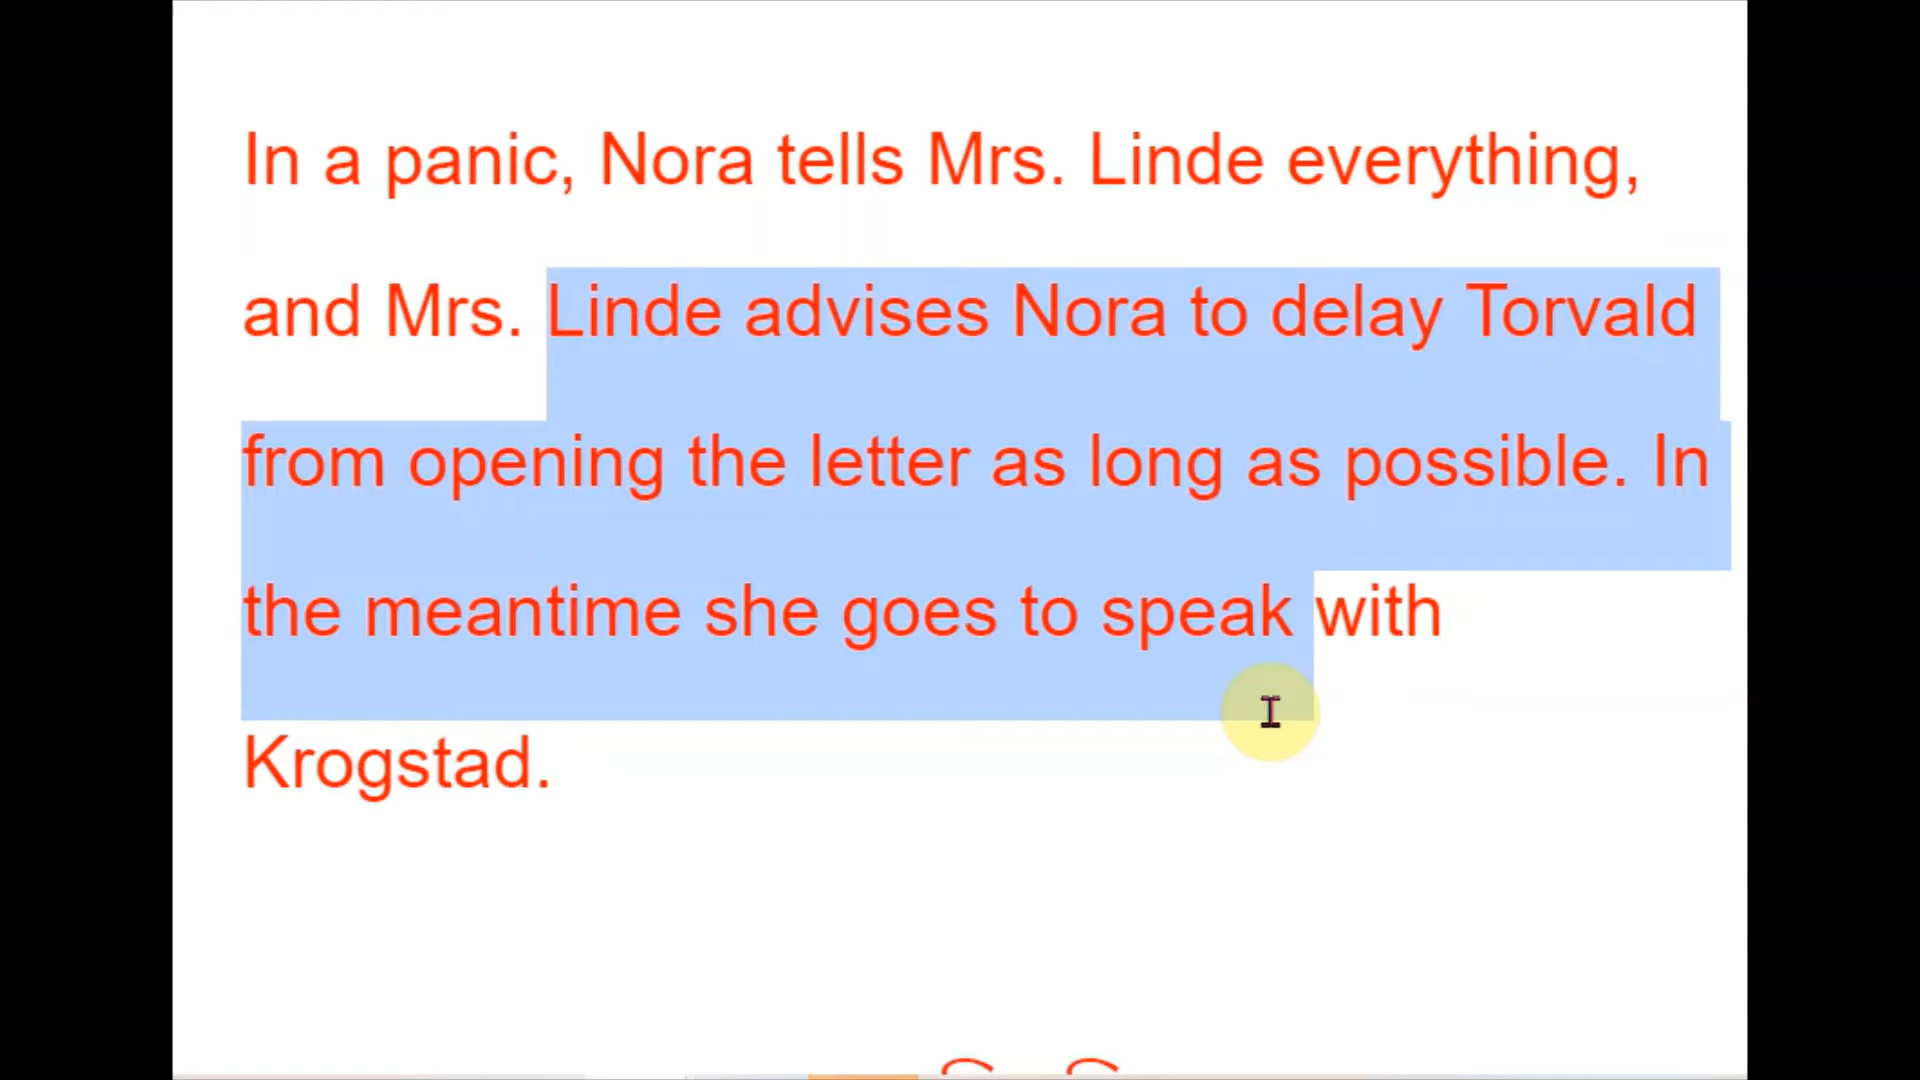 In a panic, Nora tells Mrs. Linde everything,
and Mrs. Linde advises Nora to delay Torvald
from opening the letter as long as possible. In
the meantime she goes to speak with
Krogstad.